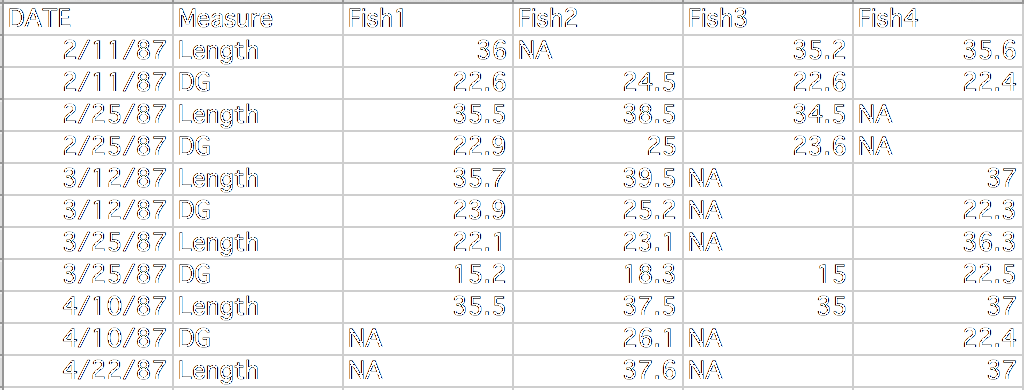 DATE Measure Fish1 Fish2 Fish3 Fish4
2/11/87 Length 36 NA 35.2 35.6
2/11/87 DG 22.6 24.5 22.6 22.4
2/25/87 Length 35.5 38.5 34.5 NA
2/25/87 DG 22.9 25 23.6 NA
3/12/87 Length 35.7 39.5 NA 37
3/12/87 DG 23.9 25.2 NA 22.3
3/25/87 Length 22.1 23.1 NA 36.3
3/25/87 DG 15.2 18.3 15 22.5
4/10/87 Length 35.5 37.5 35 37
4/10/87 DG NA 26.1 NA 22.4
4/22/87 Length NA 37.6 NA 37